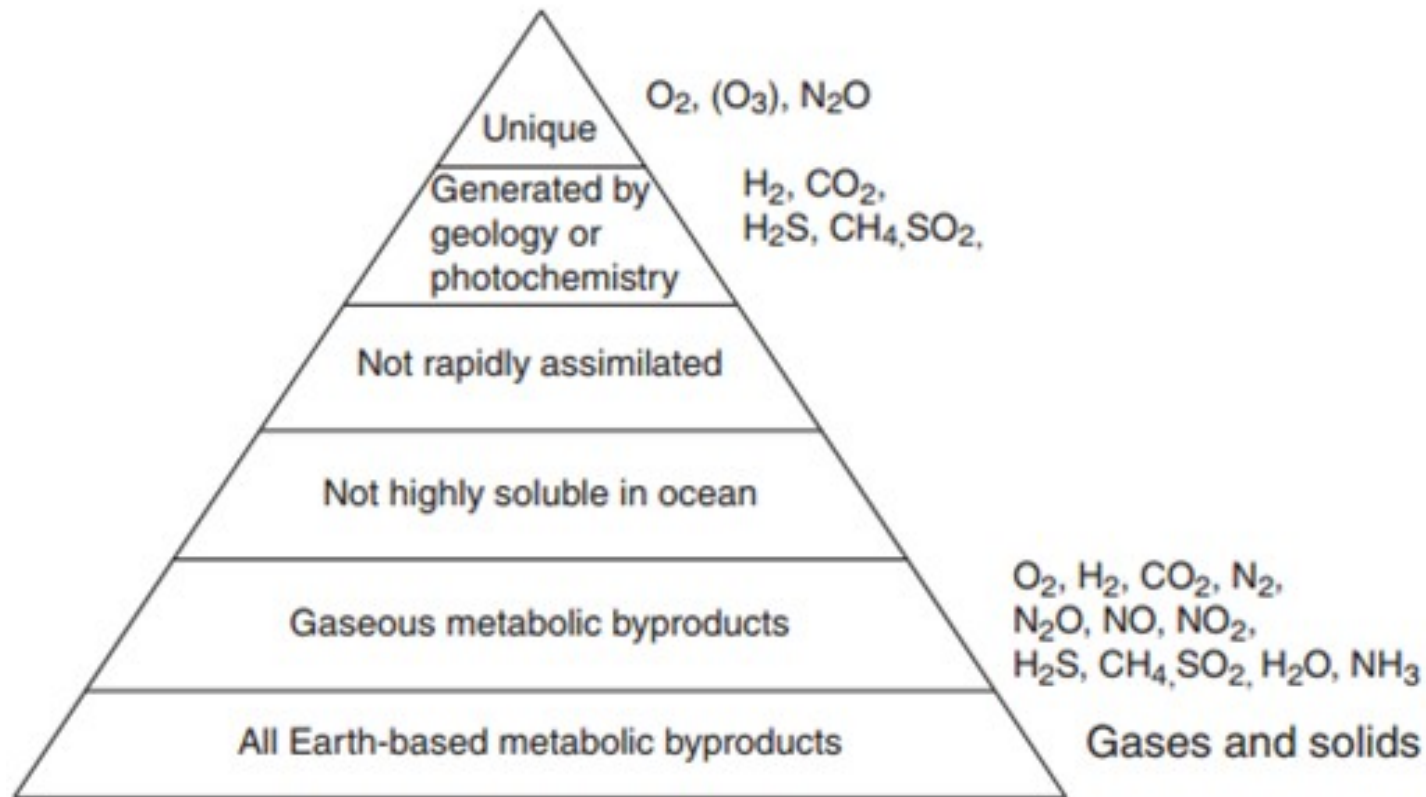 O₂, (O₃), N₂O
Unique
H₂, CO₂,
H₂S, CH₄,SO₂,
Generated by
geology or
photochemistry
Not rapidly assimilated
Not highly soluble in ocean
O₂, H₂, CO₂, N₂,
N₂O, NO, NO₂,
H₂S, CH₄,SO₂, H₂O, NH₃
Gaseous metabolic byproducts
All Earth-based metabolic byproducts
Gases and solids